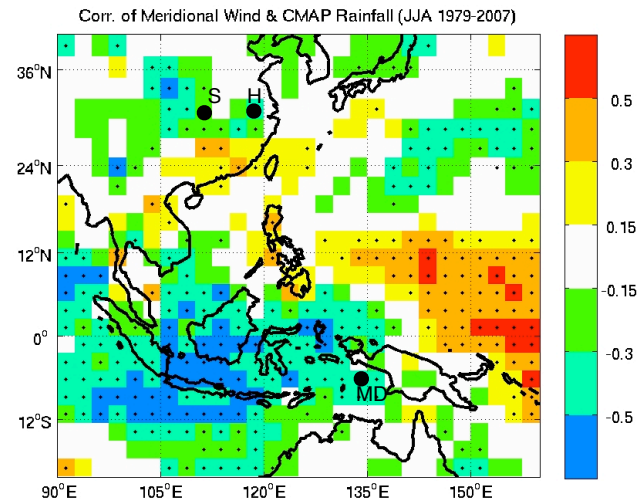 Corr. of Meridional Wind & CMAP Rainfall (JJA 1979-2007)
36°N
24°N
12°N
0°
12°S
90°E
105°E
120°E
135°E
150°E
S
H
MD
0.5
0.3
0.15
-0.15
-0.3
-0.5